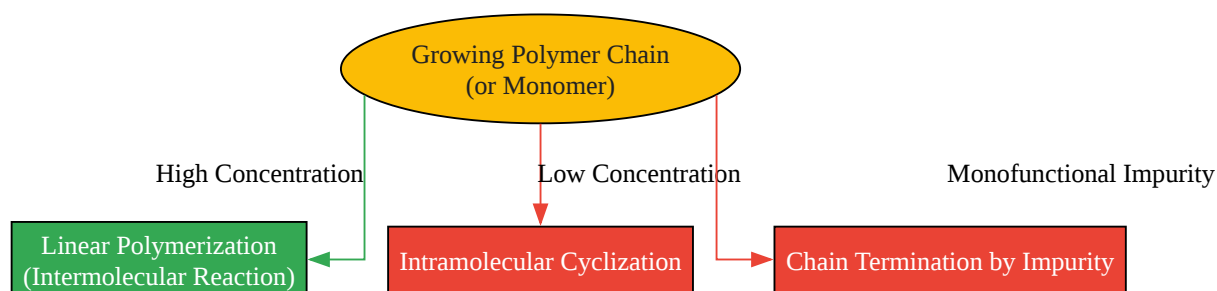 Growing Polymer Chain
(or Monomer)
High Concentration
Low Concentration
Monofunctional Impurity
Linear Polymerization
(Intermolecular Reaction)
Intramolecular Cyclization
Chain Termination by Impurity